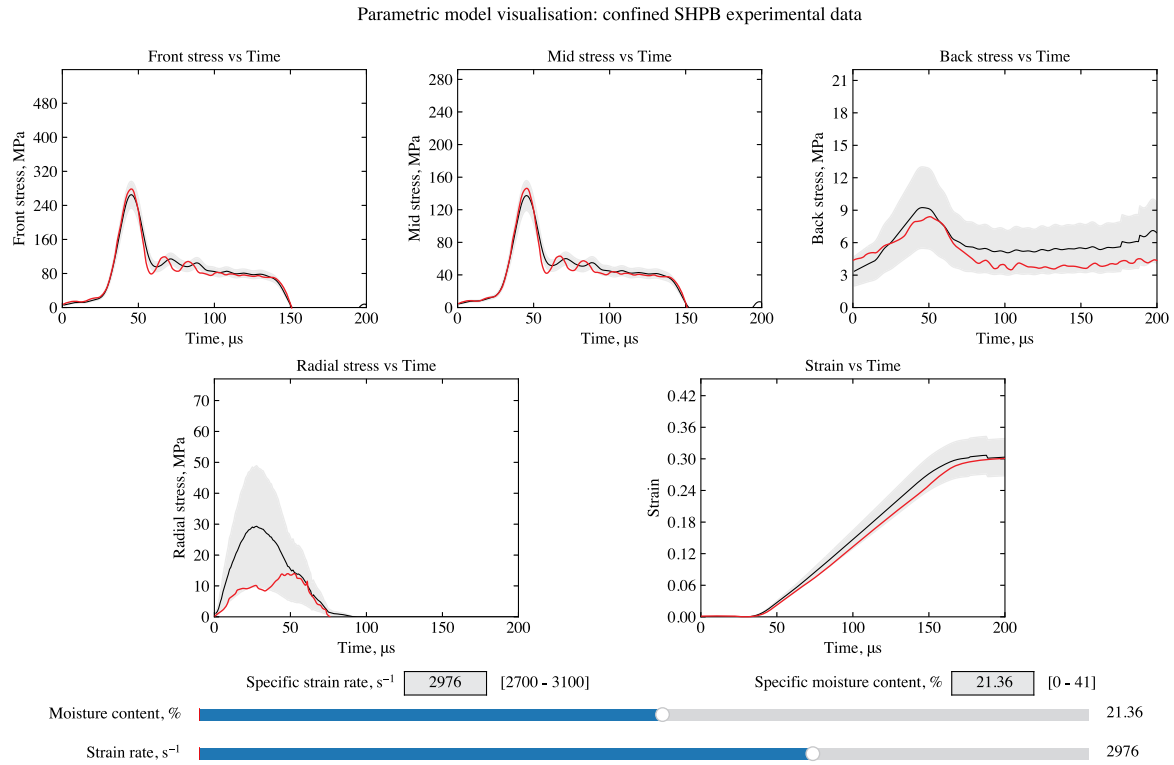 Parametric model visualisation: confined SHPB experimental data
Front stress vs Time
Mid stress vs Time
Back stress vs Time
Front stress, MPa
480
400
320
240
160
80
0
0 50 100 150 200
Time, μs
Mid stress, MPa
280
240
200
160
120
80
40
0
0 50 100 150 200
Time, μs
Back stress, MPa
21
18
15
12
9
6
3
0
0 50 100 150 200
Time, μs
Radial stress vs Time
Strain vs Time
Radial stress, MPa
70
60
50
40
30
20
10
0
0 50 100 150 200
Time, μs
Strain
0.42
0.36
0.30
0.24
0.18
0.12
0.06
0.00
0 50 100 150 200
Time, μs
Specific strain rate, s⁻¹ 2976 [2700 - 3100]
Specific moisture content, % 21.36 [0 - 41]
Moisture content, % 21.36
Strain rate, s⁻¹ 2976